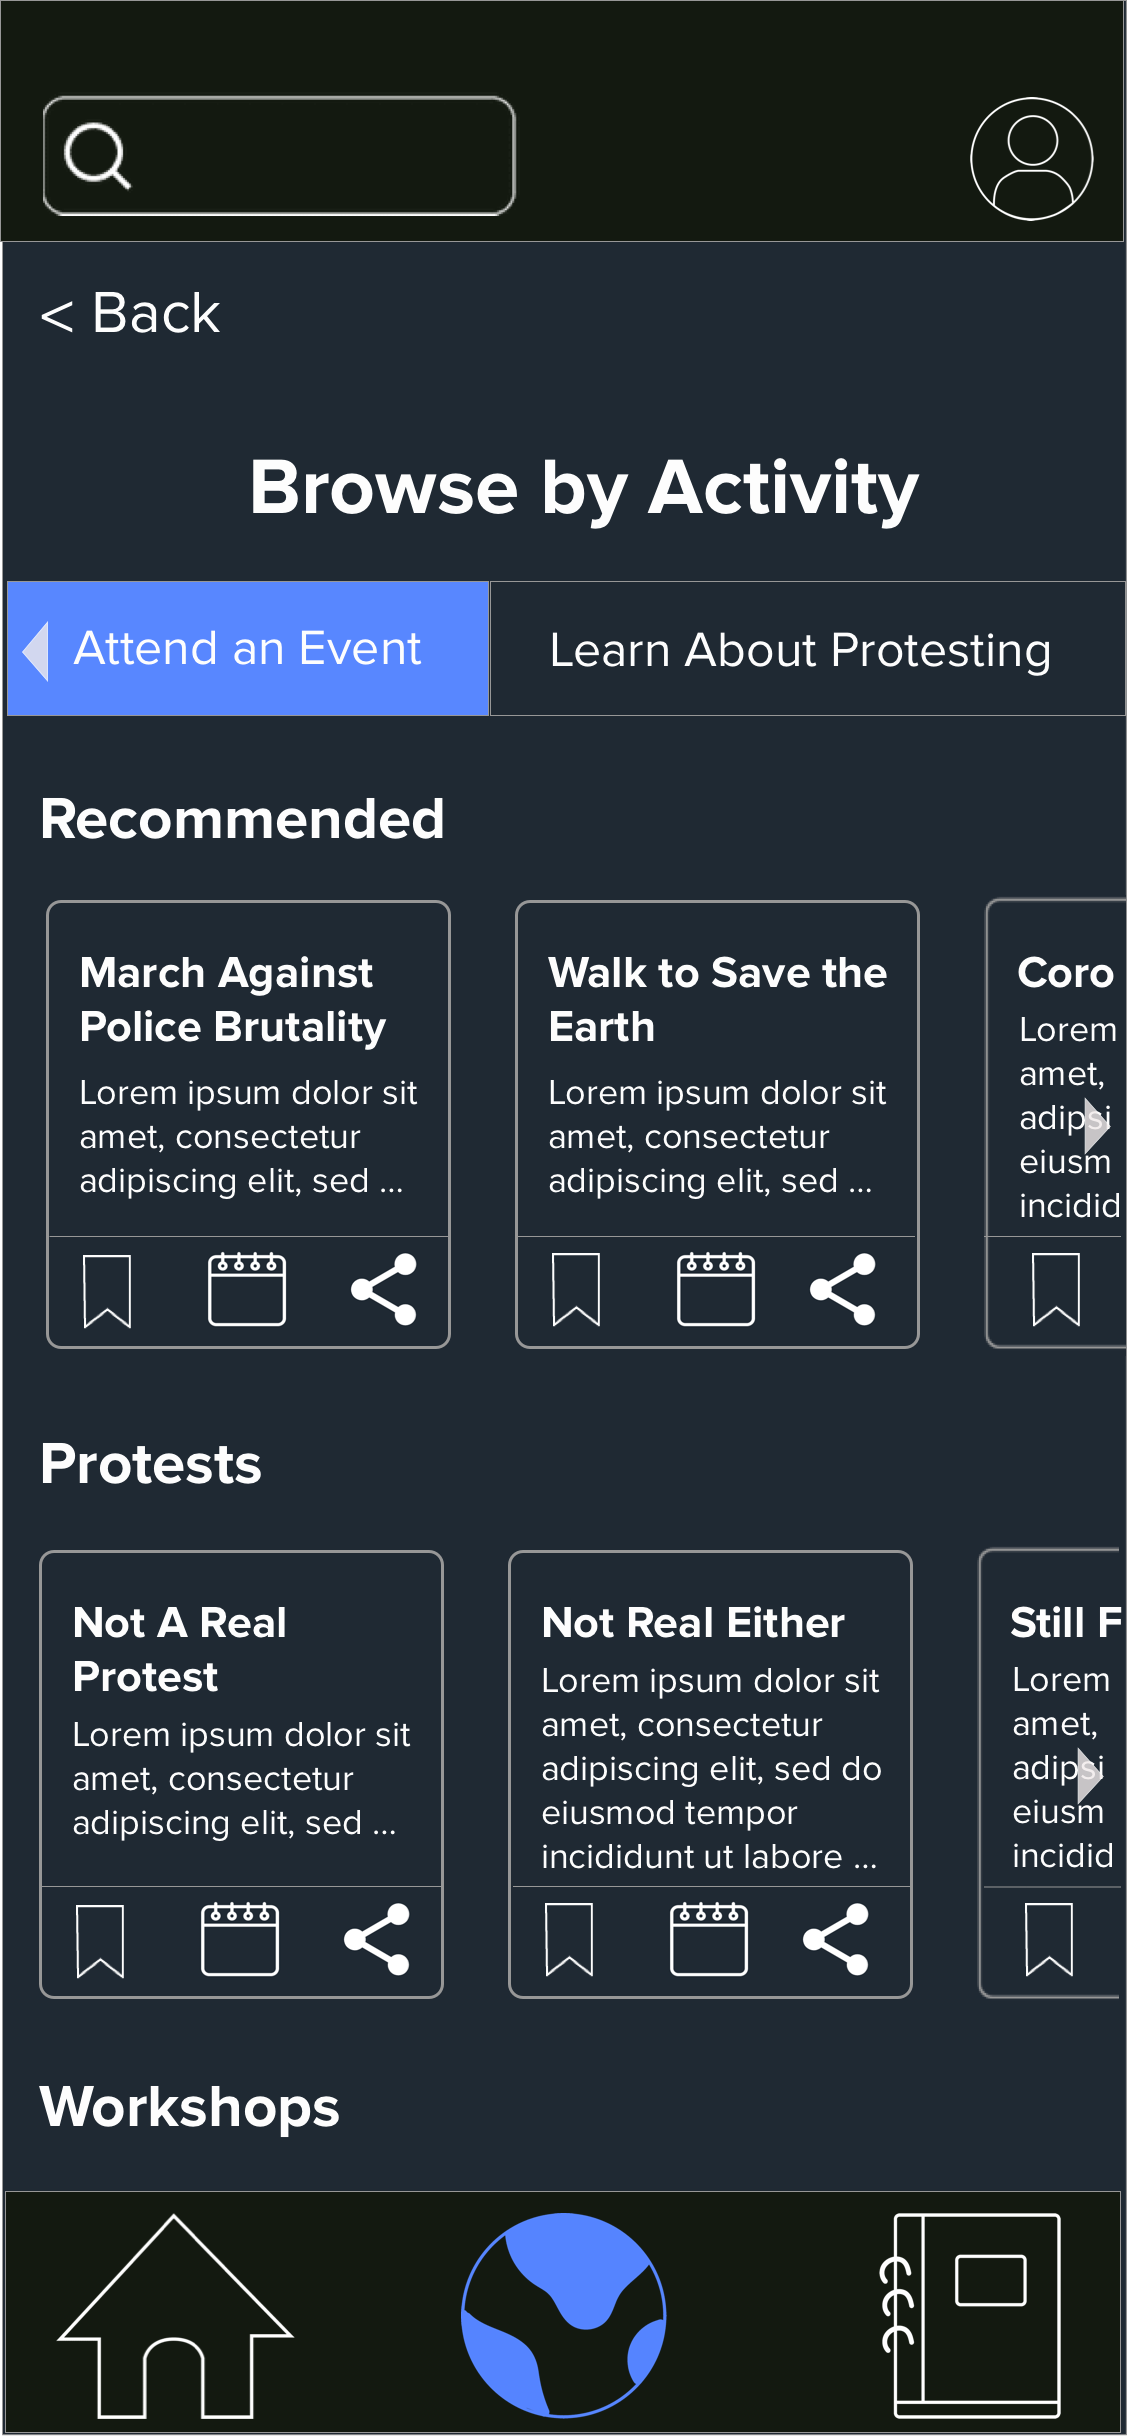 < Back
Browse by Activity
Attend an Event
Learn About Protesting
Recommended
March Against
Police Brutality
Lorem ipsum dolor sit
amet, consectetur
adipiscing elit, sed ...
Walk to Save the
Earth
Lorem ipsum dolor sit
amet, consectetur
adipiscing elit, sed ...
Coro
Lorem
amet,
adipsi
eiusm
incidid
Protests
Not A Real
Protest
Lorem ipsum dolor sit
amet, consectetur
adipiscing elit, sed ...
Not Real Either
Lorem ipsum dolor sit
amet, consectetur
adipiscing elit, sed do
eiusmod tempor
incididunt ut labore ...
Still F
Lorem
amet,
adipsi
eiusm
incidid
Workshops